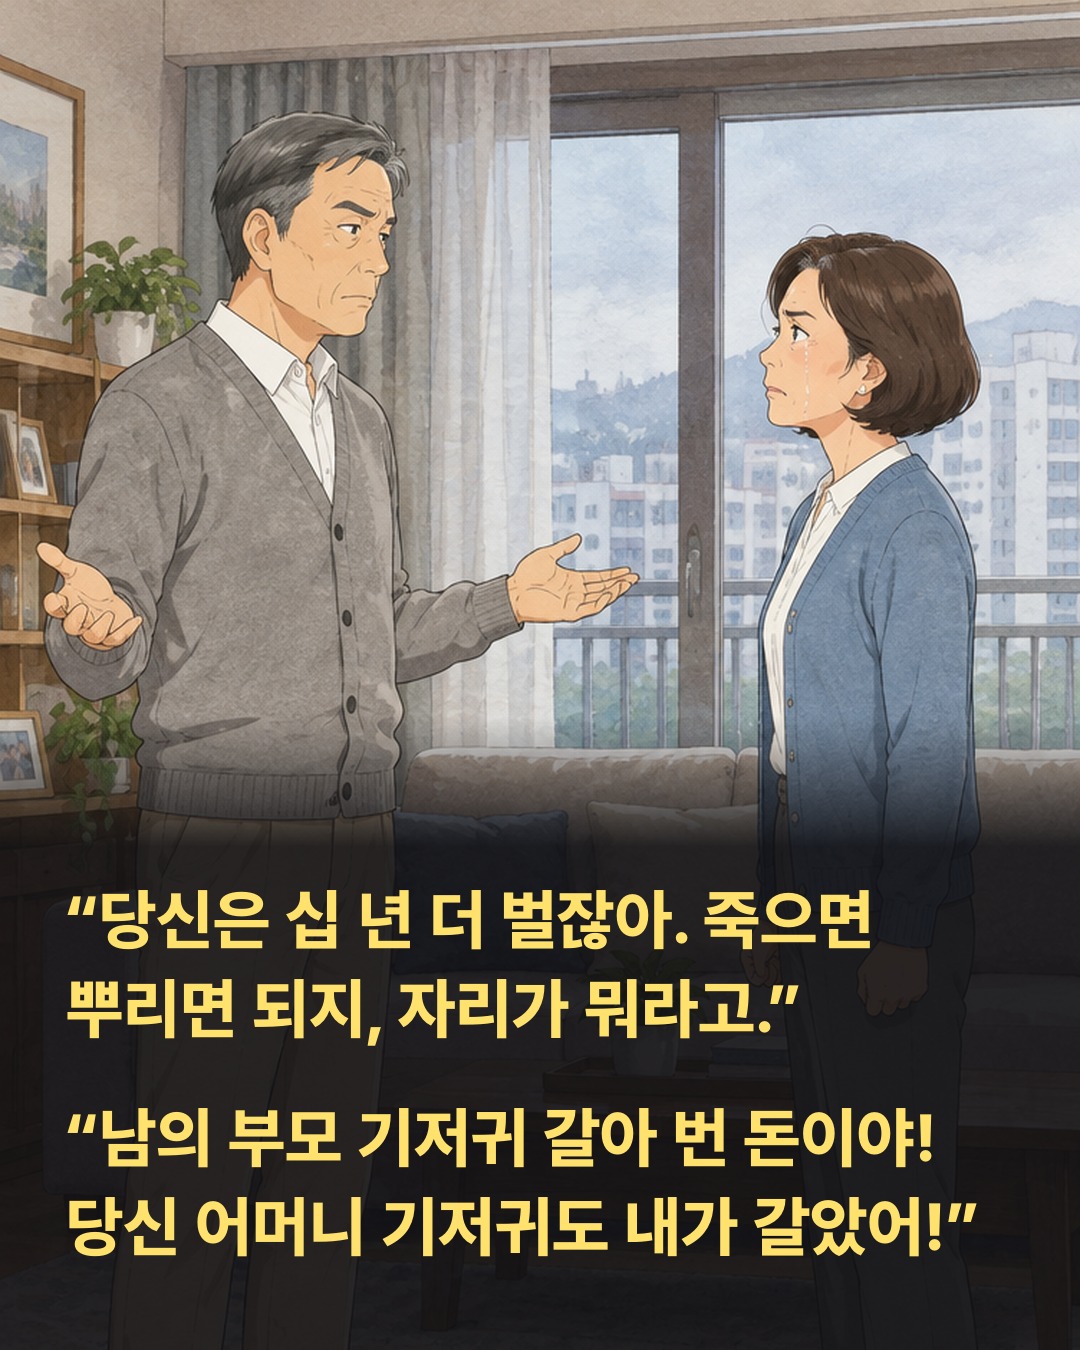 “당신은 십 년 더 벌잖아. 죽으면
뿌리면 되지, 자리가 뭐라고.”
“남의 부모 기저귀 갈아 번 돈이야!
당신 어머니 기저귀도 내가 갈았어!”